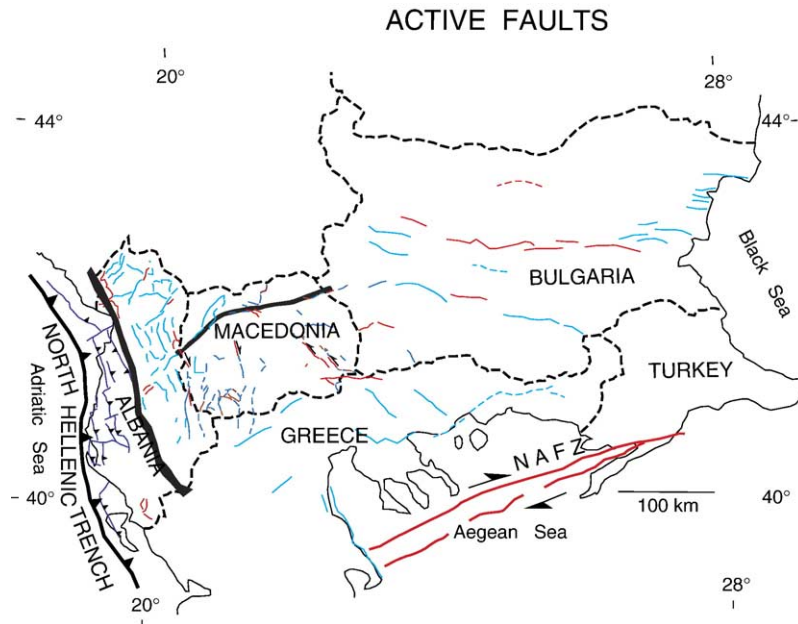 ACTIVE FAULTS
20°
28°
44°
44°
Black Sea
BULGARIA
MACEDONIA
TURKEY
NORTH HELLENIC TRENCH
Adriatic Sea
ALBANIA
GREECE
NAFZ
40°
100 km
40°
Aegean Sea
20°
28°